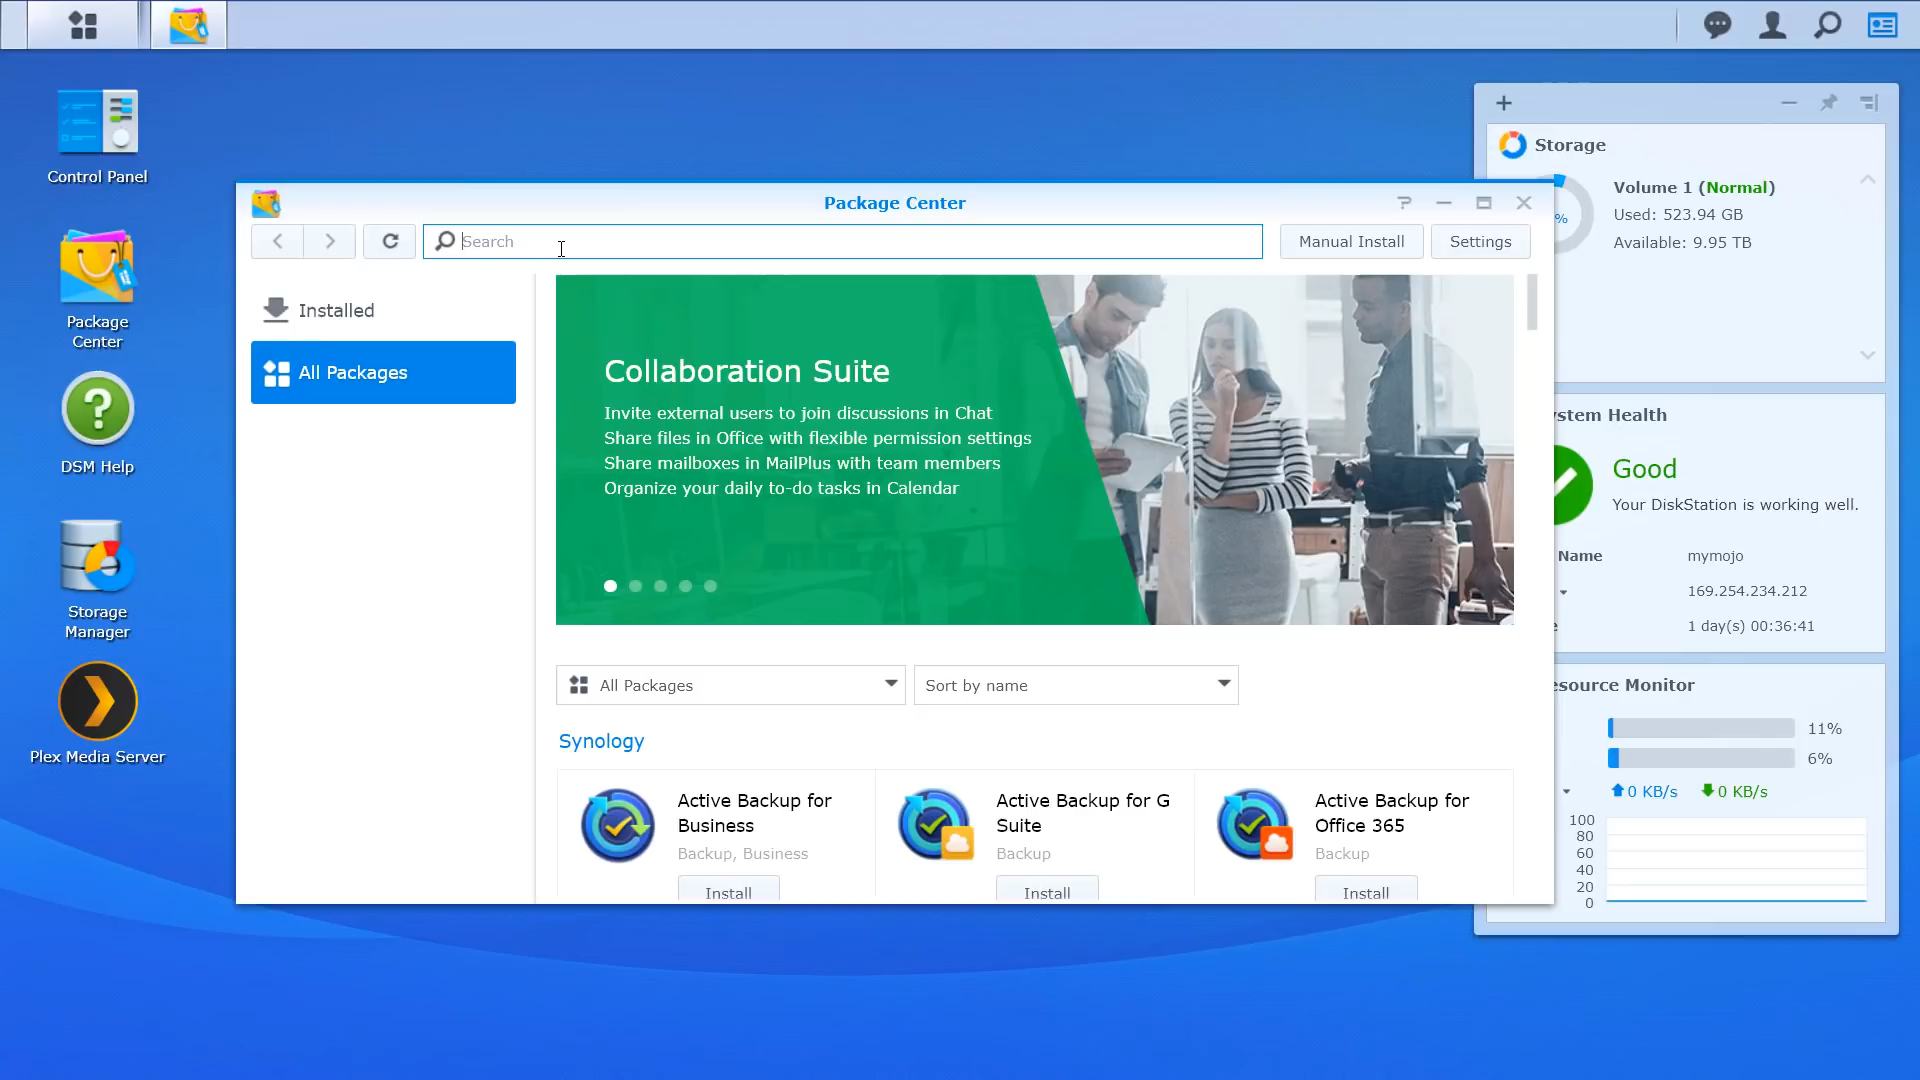 Control Panel
Package
Center
DSM Help
Storage
Manager
Plex Media Server
Package Center
Search
Manual Install
Settings
Installed
All Packages
Collaboration Suite
Invite external users to join discussions in Chat
Share files in Office with flexible permission settings
Share mailboxes in MailPlus with team members
Organize your daily to-do tasks in Calendar
All Packages
Sort by name
Synology
Active Backup for
Business
Backup, Business
Install
Active Backup for G
Suite
Backup
Install
Active Backup for
Office 365
Backup
Install
Storage
%
Volume 1 (Normal)
Used: 523.94 GB
Available: 9.95 TB
ystem Health
Good
Your DiskStation is working well.
Name mymojo
169.254.234.212
e 1 day(s) 00:36:41
esource Monitor
11%
6%
0 KB/s 0 KB/s
100
80
60
40
20
0